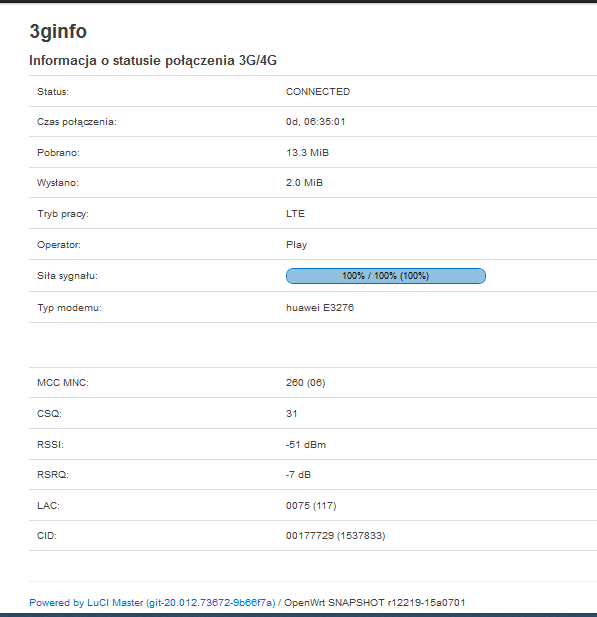 3ginfo
Informacja o statusie połączenia 3G/4G
Status: CONNECTED
Czas połączenia: 0d, 06:35:01
Pobrano: 13.3 MiB
Wysłano: 2.0 MiB
Tryb pracy: LTE
Operator: Play
Siła sygnału: 100% / 100% (100%)
Typ modemu: huawei E3276
MCC MNC: 260 (06)
CSQ: 31
RSSI: -51 dBm
RSRQ: -7 dB
LAC: 0075 (117)
CID: 00177729 (1537833)
Powered by LuCI Master (git-20.012.73672-9b66f7a) / OpenWrt SNAPSHOT r12219-15a0701